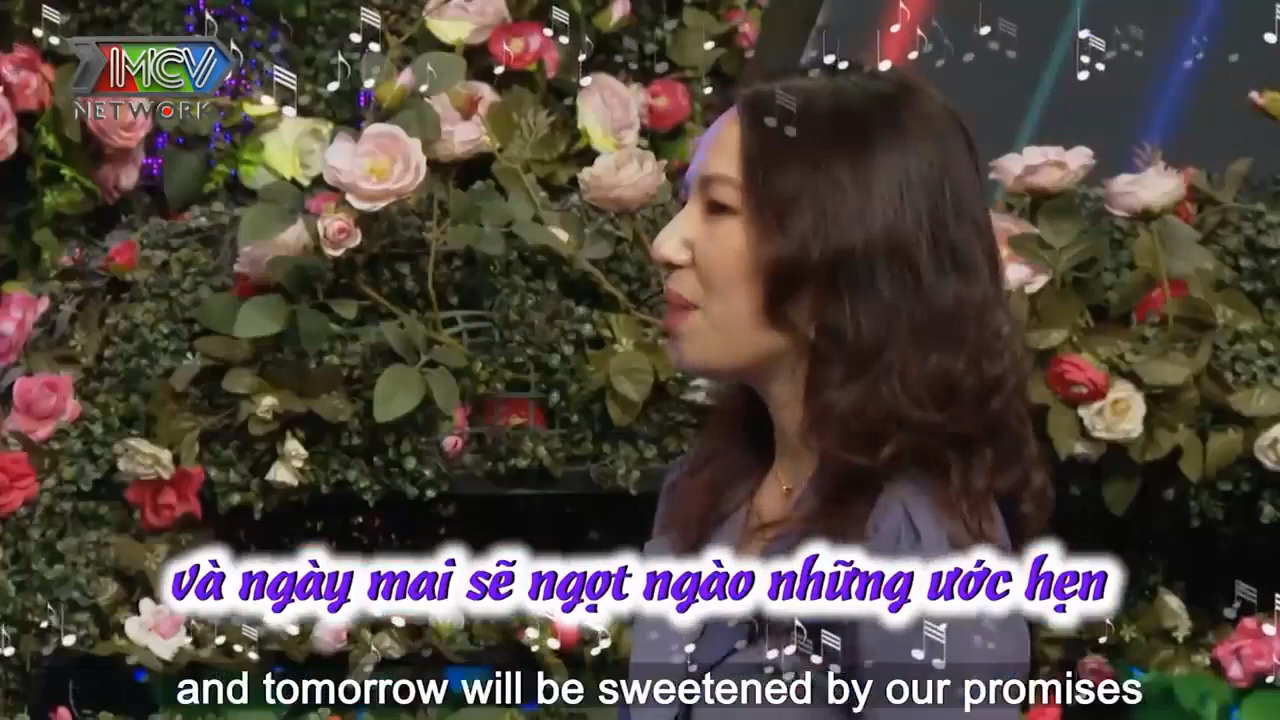 MCV
NETWORK
và ngày mai sẽ ngọt ngào những ước hẹn
and tomorrow will be sweetened by our promises